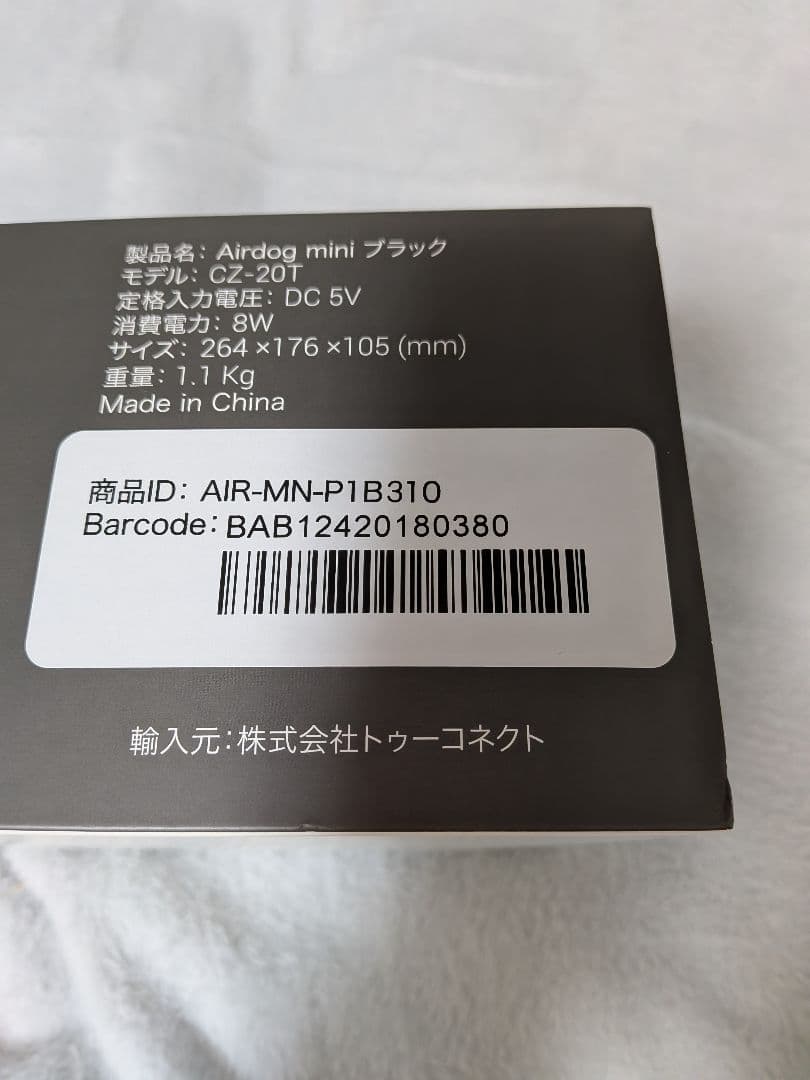 製品名: Airdog mini ブラック
モデル: CZ-20T
定格入力電圧: DC 5V
消費電力: 8W
サイズ: 264×176×105 (mm)
重量: 1.1 Kg
Made in China
商品ID: AIR-MN-P1B310
Barcode: BAB12420180380
輸入元:株式会社トゥーコネクト